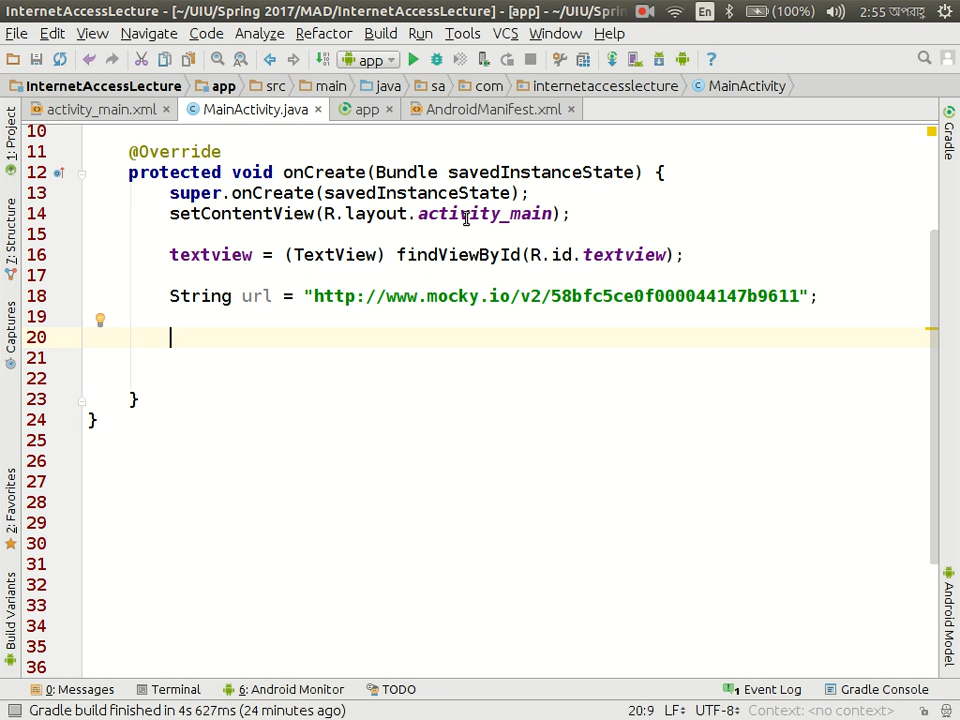 InternetAccessLecture - [~/UIU/Spring 2017/MAD/InternetAccessLecture] - [app] - ~/UIU/Sprin En (100%) 2:55 অপরাহ্ণ
File Edit View Navigate Code Analyze Refactor Build Run Tools VCS Window Help
app
InternetAccessLecture app src main java sa com internetaccesslecture MainActivity
activity_main.xml MainActivity.java app AndroidManifest.xml
1: Project
7: Structure
Captures
2: Favorites
Build Variants
10
11 @Override
12 protected void onCreate(Bundle savedInstanceState) {
13 super.onCreate(savedInstanceState);
14 setContentView(R.layout.activity_main);
15
16 textview = (TextView) findViewById(R.id.textview);
17
18 String url = "http://www.mocky.io/v2/58bfc5ce0f000044147b9611";
19
20
21
22
23 }
24 }
25
26
27
28
29
30
31
32
33
34
35
36
Gradle
Android Model
0: Messages Terminal 6: Android Monitor TODO 1 Event Log Gradle Console
Gradle build finished in 4s 627ms (24 minutes ago) 20:9 LF UTF-8 Context: <no context>